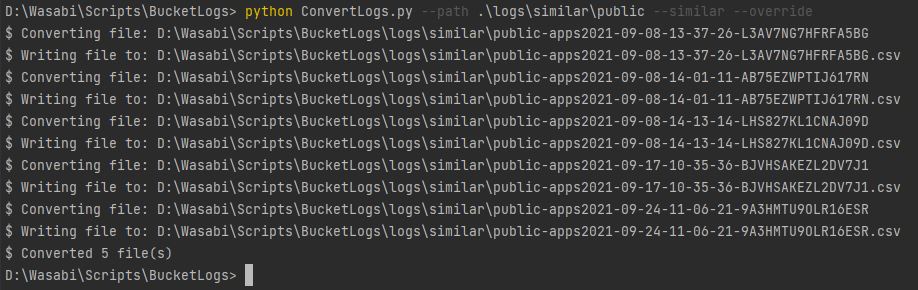 D:\Wasabi\Scripts\BucketLogs> python ConvertLogs.py --path .\logs\similar\public --similar --override
$ Converting file: D:\Wasabi\Scripts\BucketLogs\logs\similar\public-apps2021-09-08-13-37-26-L3AV7NG7HFRFA5BG
$ Writing file to: D:\Wasabi\Scripts\BucketLogs\logs\similar\public-apps2021-09-08-13-37-26-L3AV7NG7HFRFA5BG.csv
$ Converting file: D:\Wasabi\Scripts\BucketLogs\logs\similar\public-apps2021-09-08-14-01-11-AB75EZWPTIJ617RN
$ Writing file to: D:\Wasabi\Scripts\BucketLogs\logs\similar\public-apps2021-09-08-14-01-11-AB75EZWPTIJ617RN.csv
$ Converting file: D:\Wasabi\Scripts\BucketLogs\logs\similar\public-apps2021-09-08-14-13-14-LHS827KL1CNAJ09D
$ Writing file to: D:\Wasabi\Scripts\BucketLogs\logs\similar\public-apps2021-09-08-14-13-14-LHS827KL1CNAJ09D.csv
$ Converting file: D:\Wasabi\Scripts\BucketLogs\logs\similar\public-apps2021-09-17-10-35-36-BJVHSAKEZL2DV7J1
$ Writing file to: D:\Wasabi\Scripts\BucketLogs\logs\similar\public-apps2021-09-17-10-35-36-BJVHSAKEZL2DV7J1.csv
$ Converting file: D:\Wasabi\Scripts\BucketLogs\logs\similar\public-apps2021-09-24-11-06-21-9A3HMTU9OLR16ESR
$ Writing file to: D:\Wasabi\Scripts\BucketLogs\logs\similar\public-apps2021-09-24-11-06-21-9A3HMTU9OLR16ESR.csv
$ Converted 5 file(s)
D:\Wasabi\Scripts\BucketLogs>